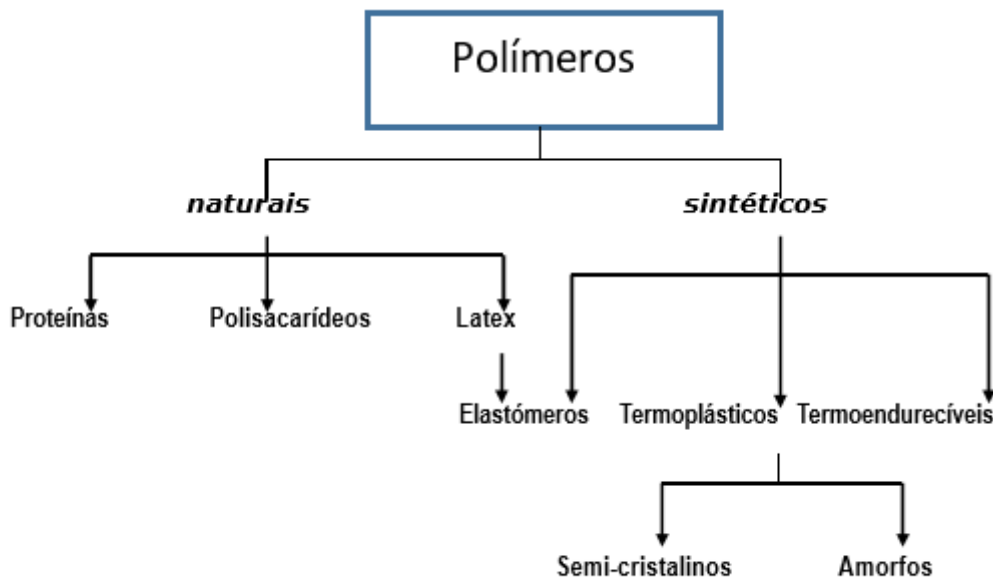 Polímeros
naturais sintéticos
Proteínas Polisacarídeos Latex
Elastómeros Termoplásticos Termoendurecíveis
Semi-cristalinos Amorfos